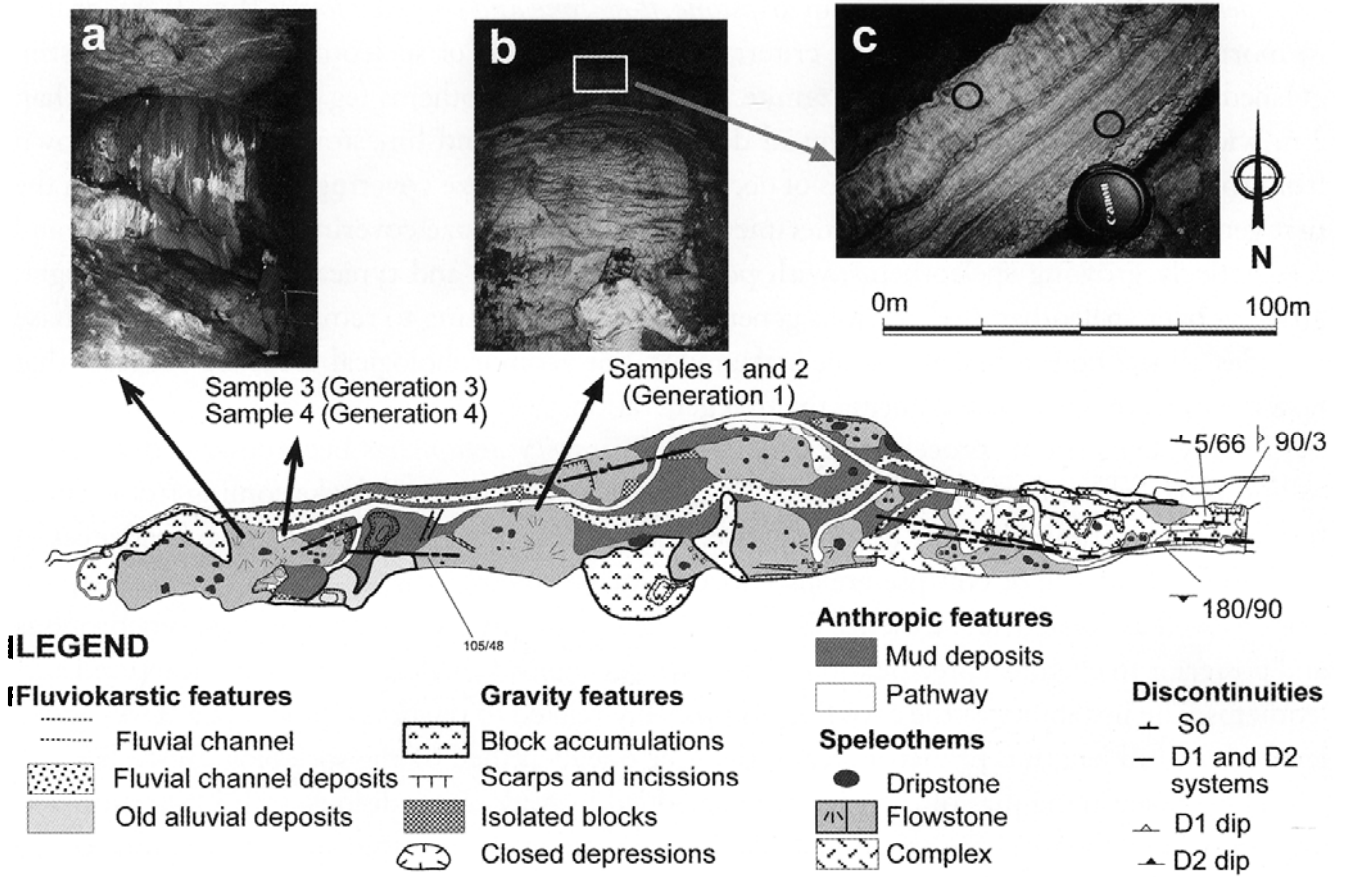 a
b
c
Canon
N
0m 100m
Sample 3 (Generation 3)
Sample 4 (Generation 4)
Samples 1 and 2
(Generation 1)
5/66 90/3
180/90
105/48
LEGEND
Fluviokarstic features
Fluvial channel
Fluvial channel deposits
Old alluvial deposits
Gravity features
Block accumulations
Scarps and incissions
Isolated blocks
Closed depressions
Anthropic features
Mud deposits
Pathway
Speleothems
Dripstone
Flowstone
Complex
Discontinuities
So
D1 and D2
systems
D1 dip
D2 dip